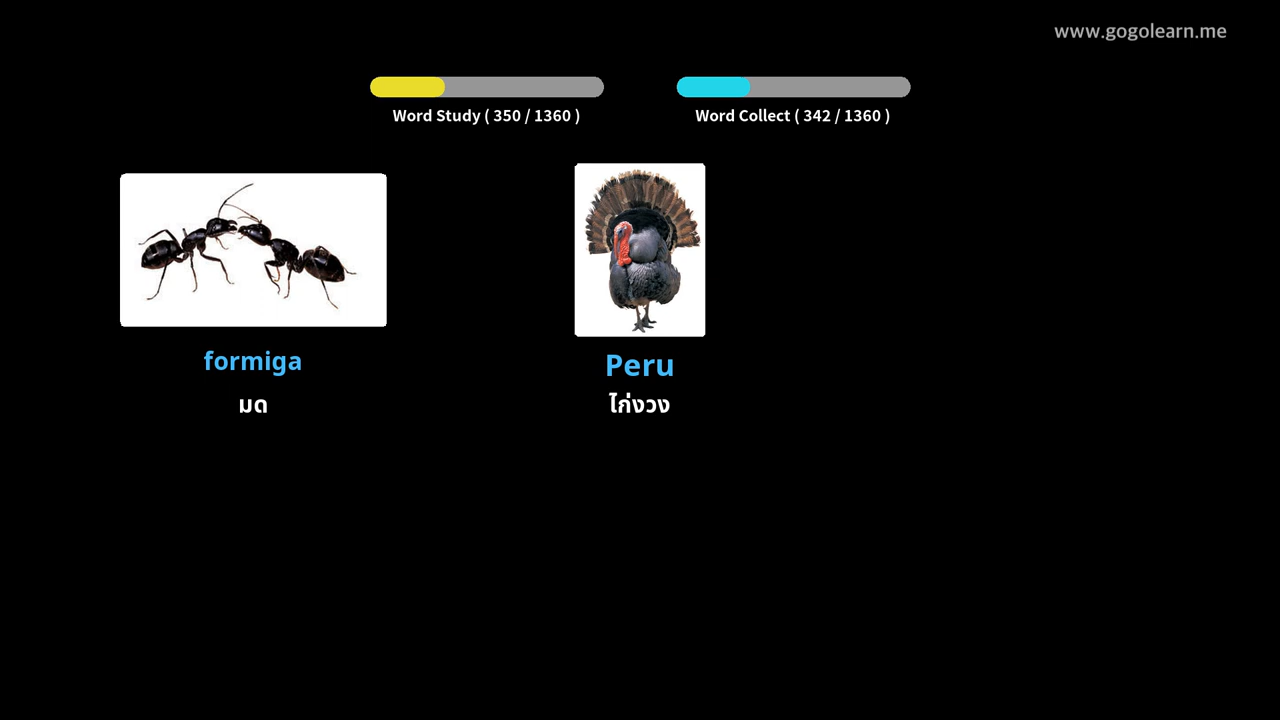 www.gogolearn.me
Word Study ( 350 / 1360 )
Word Collect ( 342 / 1360 )
formiga
มด
Peru
ไก่งวง